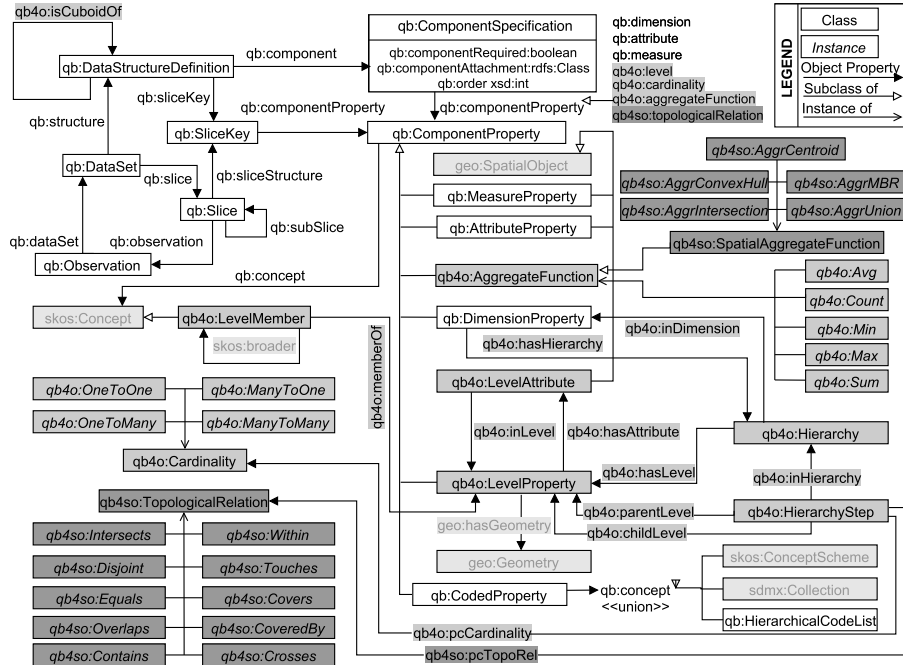 qb4o:isCuboidOf
qb:DataStructureDefinition
qb:component
qb:ComponentSpecification
qb:componentRequired:boolean
qb:componentAttachment:rdfs:Class
qb:order xsd:int
qb:dimension
qb:attribute
qb:measure
qb4o:level
qb4o:cardinality
qb4o:aggregateFunction
qb4so:topologicalRelation
LEGEND
Class
Instance
Object Property
Subclass of
Instance of
qb:sliceKey
qb:componentProperty
qb:componentProperty
qb:structure
qb:SliceKey
qb:ComponentProperty
qb:DataSet
qb:slice
qb:sliceStructure
qb:Slice
qb:subSlice
qb:dataSet
qb:observation
qb:Observation
qb:concept
geo:SpatialObject
qb:MeasureProperty
qb:AttributeProperty
qb4o:AggregateFunction
qb4so:AggrCentroid
qb4so:AggrConvexHull
qb4so:AggrMBR
qb4so:AggrIntersection
qb4so:AggrUnion
qb4so:SpatialAggregateFunction
qb4o:Avg
qb4o:Count
qb4o:Min
qb4o:Max
qb4o:Sum
skos:Concept
qb4o:LevelMember
skos:broader
qb4o:memberOf
qb:DimensionProperty
qb4o:inDimension
qb4o:hasHierarchy
qb4o:OneToOne
qb4o:ManyToOne
qb4o:OneToMany
qb4o:ManyToMany
qb4o:Cardinality
qb4o:LevelAttribute
qb4o:inLevel
qb4o:hasAttribute
qb4o:Hierarchy
qb4o:hasLevel
qb4o:inHierarchy
qb4o:LevelProperty
qb4o:parentLevel
qb4o:HierarchyStep
qb4o:childLevel
geo:hasGeometry
geo:Geometry
qb4so:TopologicalRelation
qb4so:Intersects
qb4so:Within
qb4so:Disjoint
qb4so:Touches
qb4so:Equals
qb4so:Covers
qb4so:Overlaps
qb4so:CoveredBy
qb4so:Contains
qb4so:Crosses
qb:CodedProperty
qb:concept
<<union>>
skos:ConceptScheme
sdmx:Collection
qb:HierarchicalCodeList
qb4o:pcCardinality
qb4so:pcTopoRel